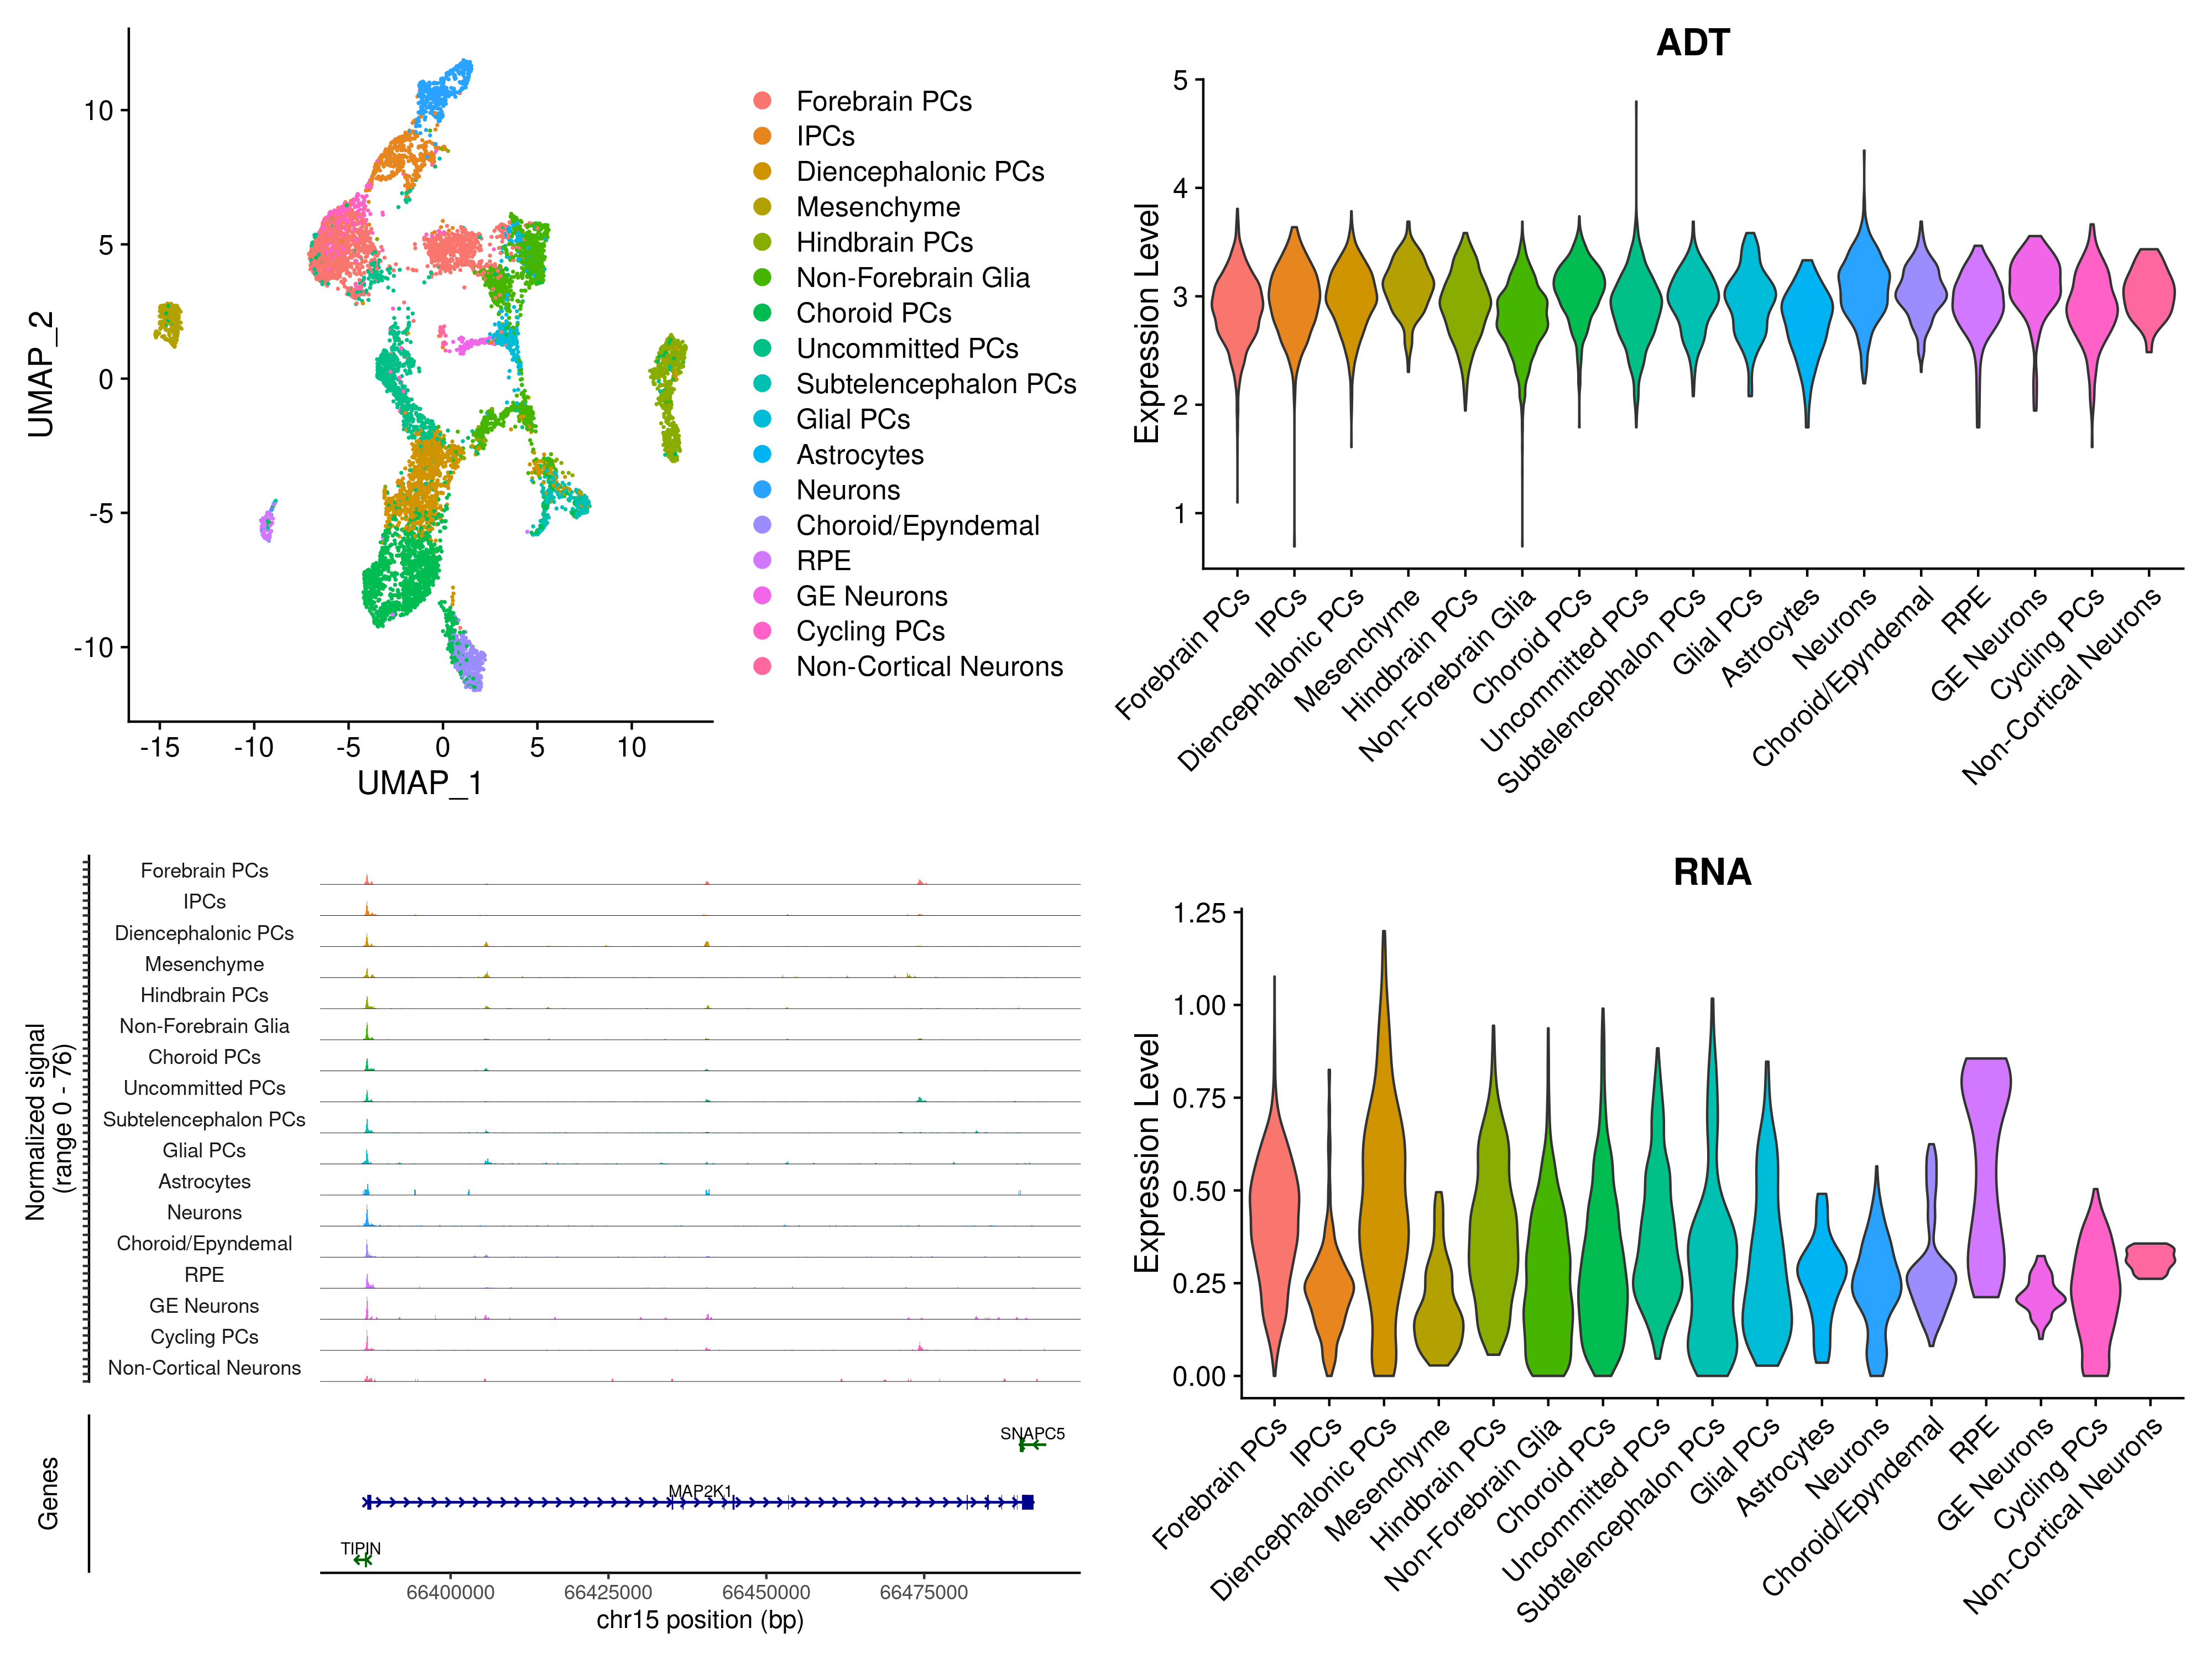 10
5
0
-5
-10
UMAP_2
-15 -10 -5 0 5 10
UMAP_1
Forebrain PCs
IPCs
Diencephalonic PCs
Mesenchyme
Hindbrain PCs
Non-Forebrain Glia
Choroid PCs
Uncommitted PCs
Subtelencephalon PCs
Glial PCs
Astrocytes
Neurons
Choroid/Epyndemal
RPE
GE Neurons
Cycling PCs
Non-Cortical Neurons
ADT
Expression Level
5
4
3
2
1
Forebrain PCs
IPCs
Diencephalonic PCs
Mesenchyme
Hindbrain PCs
Non-Forebrain Glia
Choroid PCs
Uncommitted PCs
Subtelencephalon PCs
Glial PCs
Astrocytes
Neurons
Choroid/Epyndemal
RPE
GE Neurons
Cycling PCs
Non-Cortical Neurons
Normalized signal
(range 0 - 76)
Forebrain PCs
IPCs
Diencephalonic PCs
Mesenchyme
Hindbrain PCs
Non-Forebrain Glia
Choroid PCs
Uncommitted PCs
Subtelencephalon PCs
Glial PCs
Astrocytes
Neurons
Choroid/Epyndemal
RPE
GE Neurons
Cycling PCs
Non-Cortical Neurons
Genes
SNAPC5
MAP2K1
TIPIN
66400000 66425000 66450000 66475000
chr15 position (bp)
RNA
Expression Level
1.25
1.00
0.75
0.50
0.25
0.00
Forebrain PCs
IPCs
Diencephalonic PCs
Mesenchyme
Hindbrain PCs
Non-Forebrain Glia
Choroid PCs
Uncommitted PCs
Subtelencephalon PCs
Glial PCs
Astrocytes
Neurons
Choroid/Epyndemal
RPE
GE Neurons
Cycling PCs
Non-Cortical Neurons